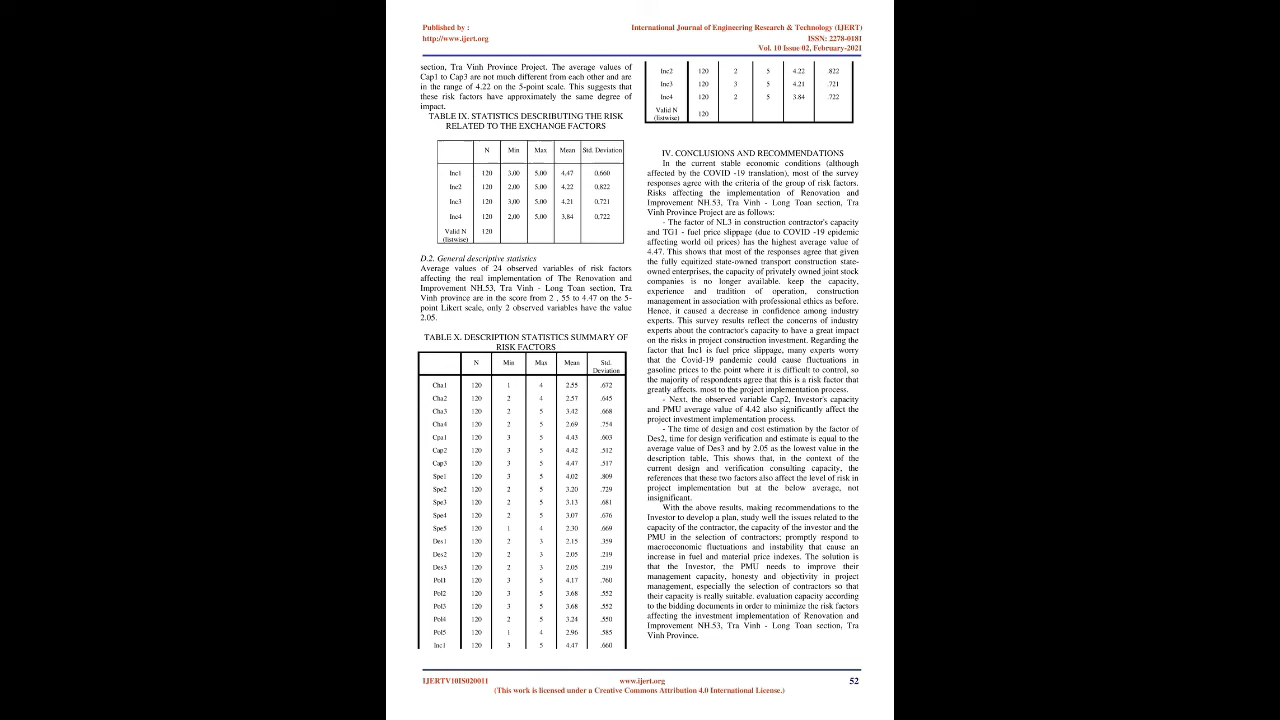 Published by :
International Journal of Engineering Research & Technology (IJERT)
http://www.ijert.org
ISSN: 2278-0181
Vol. 10 Issue 02, February-2021
section, Tra Vinh Province Project. The average values of
Cap1 to Cap3 are not much different from each other and are
in the range of 4.22 on the 5-point scale. This suggests that
these risk factors have approximately the same degree of
impact.
TABLE IX. STATISTICS DESCRIBING THE RISK
RELATED TO THE EXCHANGE FACTORS
N Min Max Mean Std. Deviation
Inc1 120 3,00 5,00 4,47 0.660
Inc2 120 2,00 5,00 4,22 0.822
Inc3 120 3,00 5,00 4,21 0.721
Inc4 120 2,00 5,00 3,84 0.722
Valid N 120
(listwise)
D.2. General descriptive statistics
Average values of 24 observed variables of risk factors
affecting the real implementation of The Renovation and
Improvement NH.53, Tra Vinh - Long Toan section, Tra
Vinh province are in the score from 2 , 55 to 4.47 on the 5-
point Likert scale, only 2 observed variables have the value
2.05.
TABLE X. DESCRIPTION STATISTICS SUMMARY OF
RISK FACTORS
N Min Max Mean Std.
Deviation
Cha1 120 1 4 2.55 .672
Cha2 120 2 4 2.57 .645
Cha3 120 2 5 3.42 .668
Cha4 120 2 5 2.69 .754
Cpa1 120 3 5 4.43 .603
Cap2 120 3 5 4.42 .512
Cap3 120 3 5 4.47 .517
Spe1 120 3 5 4.02 .809
Spe2 120 2 5 3.20 .729
Spe3 120 2 5 3.13 .681
Spe4 120 2 5 3.07 .676
Spe5 120 1 4 2.30 .669
Des1 120 2 3 2.15 .359
Des2 120 2 3 2.05 .219
Des3 120 2 3 2.05 .219
Pol1 120 3 5 4.17 .760
Pol2 120 3 5 3.68 .552
Pol3 120 3 5 3.68 .552
Pol4 120 2 5 3.24 .550
Pol5 120 1 4 2.96 .585
Inc1 120 3 5 4.47 .660
Inc2 120 2 5 4.22 .822
Inc3 120 3 5 4.21 .721
Inc4 120 2 5 3.84 .722
Valid N 120
(listwise)
IV. CONCLUSIONS AND RECOMMENDATIONS
In the current stable economic conditions (although
affected by the COVID -19 translation), most of the survey
responses agree with the criteria of the group of risk factors.
Risks affecting the implementation of Renovation and
Improvement NH.53, Tra Vinh - Long Toan section, Tra
Vinh Province Project are as follows:
- The factor of NL3 in construction contractor's capacity
and TG1 - fuel price slippage (due to COVID -19 epidemic
affecting world oil prices) has the highest average value of
4.47. This shows that most of the responses agree that given
the fully equitized state-owned transport construction state-
owned enterprises, the capacity of privately owned joint stock
companies is no longer available. keep the capacity,
experience and tradition of operation, construction
management in association with professional ethics as before.
Hence, it caused a decrease in confidence among industry
experts. This survey results reflect the concerns of industry
experts about the contractor's capacity to have a great impact
on the risks in project construction investment. Regarding the
factor that Inc1 is fuel price slippage, many experts worry
that the Covid-19 pandemic could cause fluctuations in
gasoline prices to the point where it is difficult to control, so
the majority of respondents agree that this is a risk factor that
greatly affects. most to the project implementation process.
- Next, the observed variable Cap2, Investor's capacity
and PMU average value of 4.42 also significantly affect the
project investment implementation process.
- The time of design and cost estimation by the factor of
Des2, time for design verification and estimate is equal to the
average value of Des3 and by 2.05 as the lowest value in the
description table. This shows that, in the context of the
current design and verification consulting capacity, the
references that these two factors also affect the level of risk in
project implementation but at the below average, not
insignificant.
With the above results, making recommendations to the
Investor to develop a plan, study well the issues related to the
capacity of the contractor, the capacity of the investor and the
PMU in the selection of contractors; promptly respond to
macroeconomic fluctuations and instability that cause an
increase in fuel and material price indexes. The solution is
that the Investor, the PMU needs to improve their
management capacity, honesty and objectivity in project
management, especially the selection of contractors so that
their capacity is really suitable. evaluation capacity according
to the bidding documents in order to minimize the risk factors
affecting the investment implementation of Renovation and
Improvement NH.53, Tra Vinh - Long Toan section, Tra
Vinh Province.
IJERTV10IS020011
www.ijert.org
52
(This work is licensed under a Creative Commons Attribution 4.0 International License.)